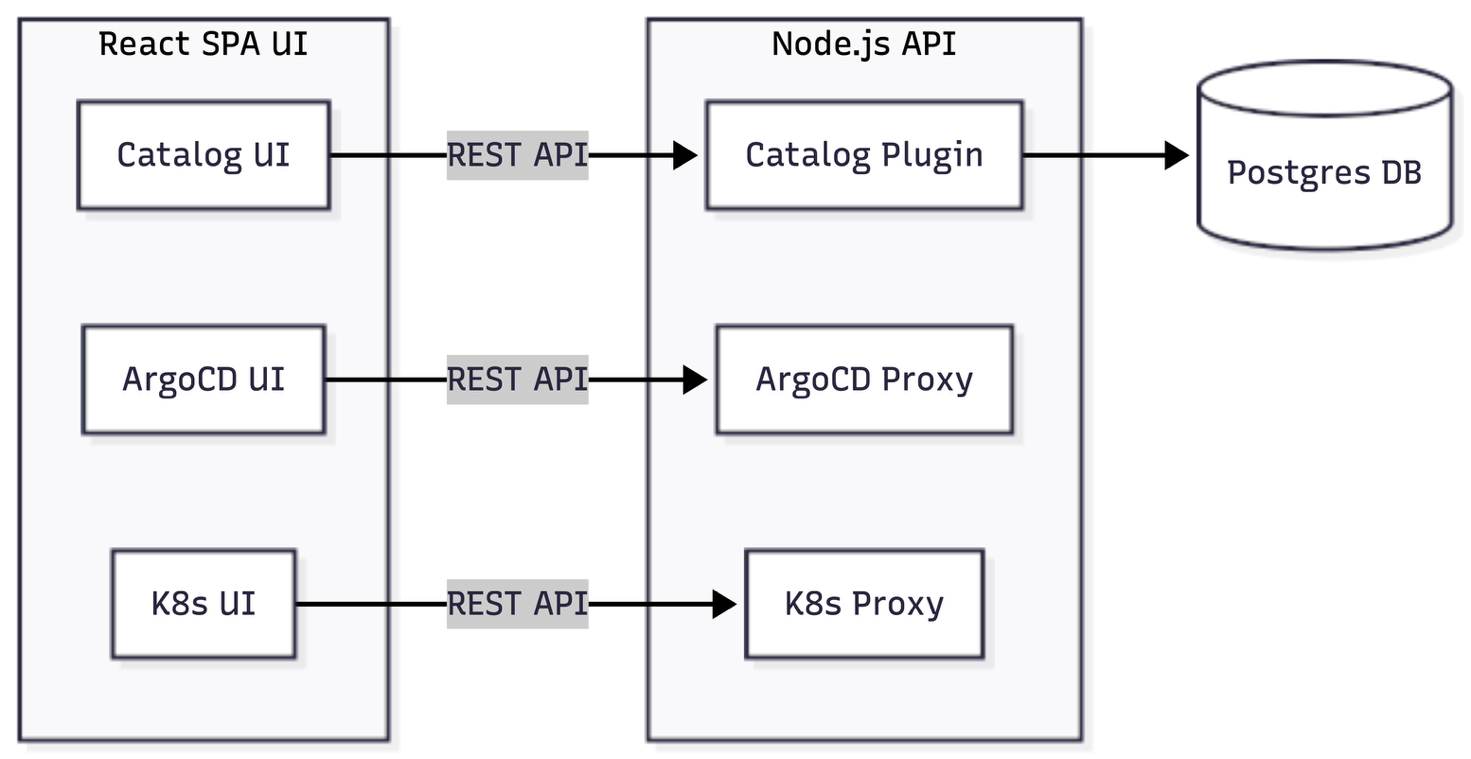 React SPA UI
Node.js API
Catalog UI
REST API
Catalog Plugin
Postgres DB
ArgoCD UI
REST API
ArgoCD Proxy
K8s UI
REST API
K8s Proxy